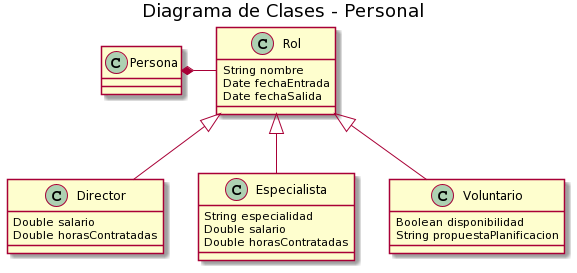 Diagrama de Clases - Personal
C Persona
C Rol
String nombre
Date fechaEntrada
Date fechaSalida
C Director
Double salario
Double horasContratadas
C Especialista
String especialidad
Double salario
Double horasContratadas
C Voluntario
Boolean disponibilidad
String propuestaPlanificacion